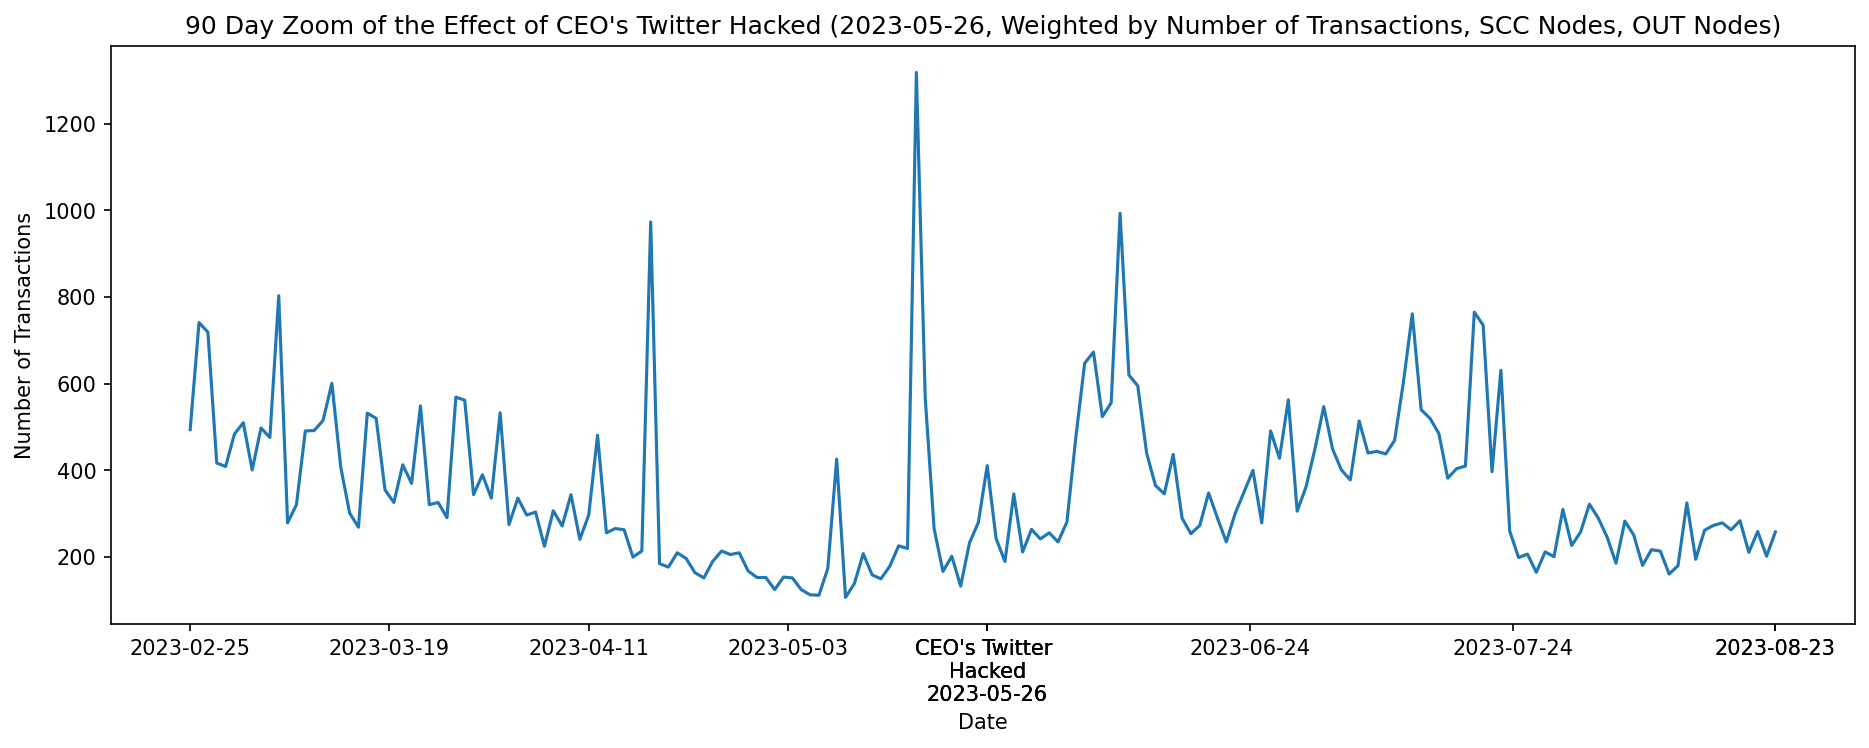 90 Day Zoom of the Effect of CEO's Twitter Hacked (2023-05-26, Weighted by Number of Transactions, SCC Nodes, OUT Nodes)
Number of Transactions
1200
1000
800
600
400
200
2023-02-25
2023-03-19
2023-04-11
2023-05-03
CEO's Twitter
Hacked
2023-05-26
2023-06-24
2023-07-24
2023-08-23
Date